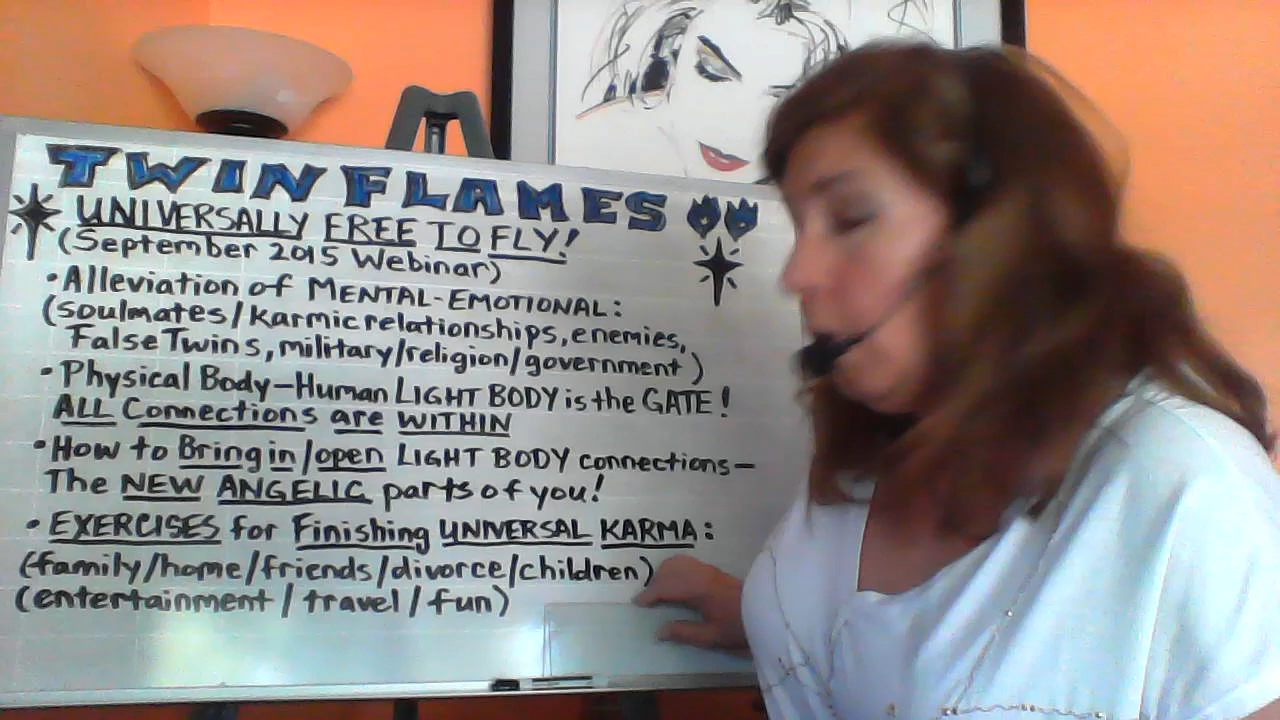 TWIN FLAMES
UNIVERSALLY FREE TO FLY!
(September 2015 Webinar)
• Alleviation of MENTAL-EMOTIONAL:
(soulmates/karmic relationships, enemies,
False Twins, military/religion/government)
• Physical Body-Human LIGHT BODY is the GATE!
ALL Connections are WITHIN
• How to Bring in/open LIGHT BODY connections-
The NEW ANGELIC parts of you!
• EXERCISES for Finishing UNIVERSAL KARMA:
(family/home/friends/divorce/children)
(entertainment/travel/fun)